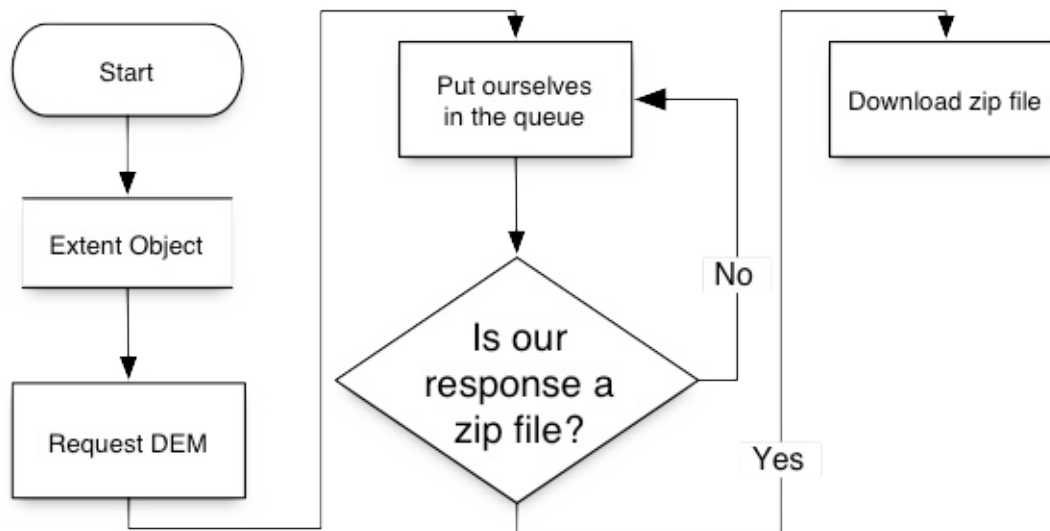 Start
Extent Object
Request DEM
Put ourselves
in the queue
Is our
response a
zip file?
No
Yes
Download zip file